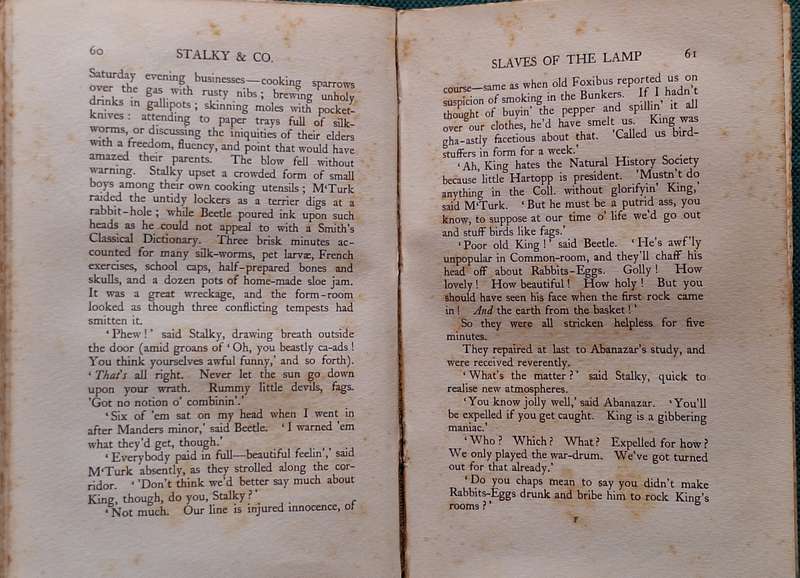 60
STALKY & CO.
Saturday evening businesses—cooking sparrows
over the gas with rusty nibs; brewing unholy
drinks in gallipots; skinning moles with pocket-
knives: attending to paper trays full of silk-
worms, or discussing the iniquities of their elders
with a freedom, fluency, and point that would have
amazed their parents. The blow fell without
warning. Stalky upset a crowded form of small
boys among their own cooking utensils; M‘Turk
raided the untidy lockers as a terrier digs at a
rabbit-hole; while Beetle poured ink upon such
heads as he could not appeal to with a Smith's
Classical Dictionary. Three brisk minutes ac-
counted for many silk-worms, pet larvæ, French
exercises, school caps, half-prepared bones and
skulls, and a dozen pots of home-made sloe jam.
It was a great wreckage, and the form-room
looked as though three conflicting tempests had
smitten it.
‘Phew!’ said Stalky, drawing breath outside
the door (amid groans of ‘Oh, you beastly ca-ads!
You think yourselves awful funny,’ and so forth).
‘That's all right. Never let the sun go down
upon your wrath. Rummy little devils, fags.
'Got no notion o’ combinin’.’
‘Six of 'em sat on my head when I went in
after Manders minor,’ said Beetle. ‘I warned 'em
what they'd get, though.’
‘Everybody paid in full—beautiful feelin’,’ said
M‘Turk absently, as they strolled along the cor-
ridor. ‘'Don't think we'd better say much about
King, though, do you, Stalky?’
‘Not much. Our line is injured innocence, of
SLAVES OF THE LAMP
61
course—same as when old Foxibus reported us on
suspicion of smoking in the Bunkers. If I hadn't
thought of buyin’ the pepper and spillin’ it all
over our clothes, he'd have smelt us. King was
gha-astly facetious about that. 'Called us bird-
stuffers in form for a week.’
‘Ah, King hates the Natural History Society
because little Hartopp is president. 'Mustn't do
anything in the Coll. without glorifyin’ King,’
said M‘Turk. ‘But he must be a putrid ass, you
know, to suppose at our time o’ life we'd go out
and stuff birds like fags.’
‘Poor old King!’ said Beetle. ‘He's awf'ly
unpopular in Common-room, and they'll chaff his
head off about Rabbits-Eggs. Golly! How
lovely! How beautiful! How holy! But you
should have seen his face when the first rock came
in! And the earth from the basket!’
So they were all stricken helpless for five
minutes.
They repaired at last to Abanazar's study, and
were received reverently.
‘What's the matter?’ said Stalky, quick to
realise new atmospheres.
‘You know jolly well,’ said Abanazar. ‘You'll
be expelled if you get caught. King is a gibbering
maniac.’
‘Who? Which? What? Expelled for how?
We only played the war-drum. We've got turned
out for that already.’
‘Do you chaps mean to say you didn't make
Rabbits-Eggs drunk and bribe him to rock King's
rooms?’